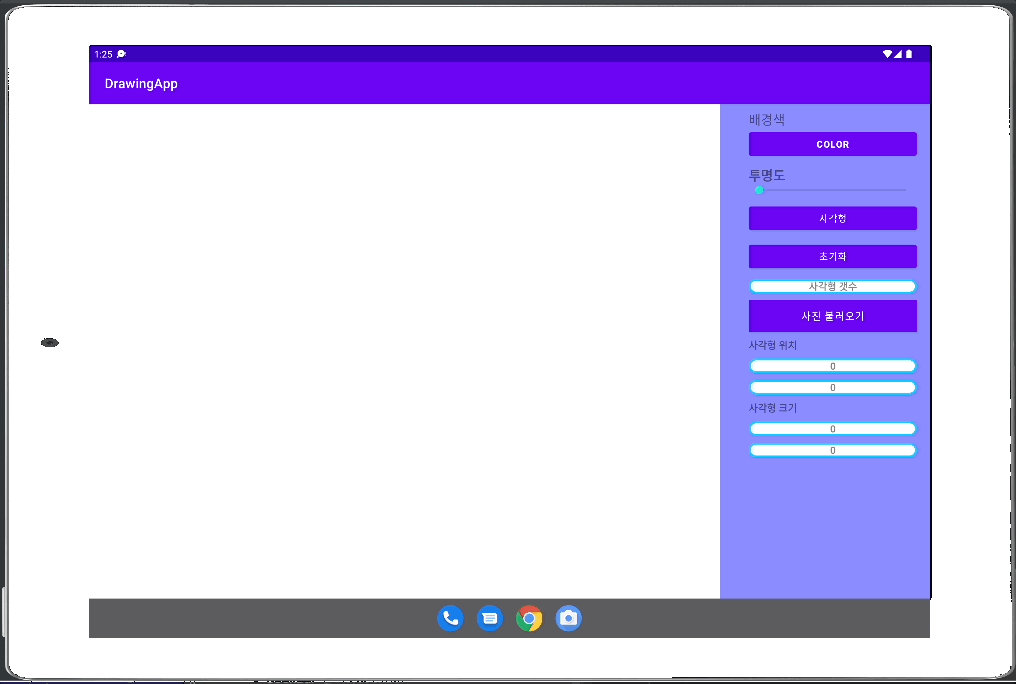 1:25
DrawingApp
배경색
COLOR
투명도
사각형
초기화
사각형 갯수
사진 불러오기
사각형 위치
0
0
사각형 크기
0
0